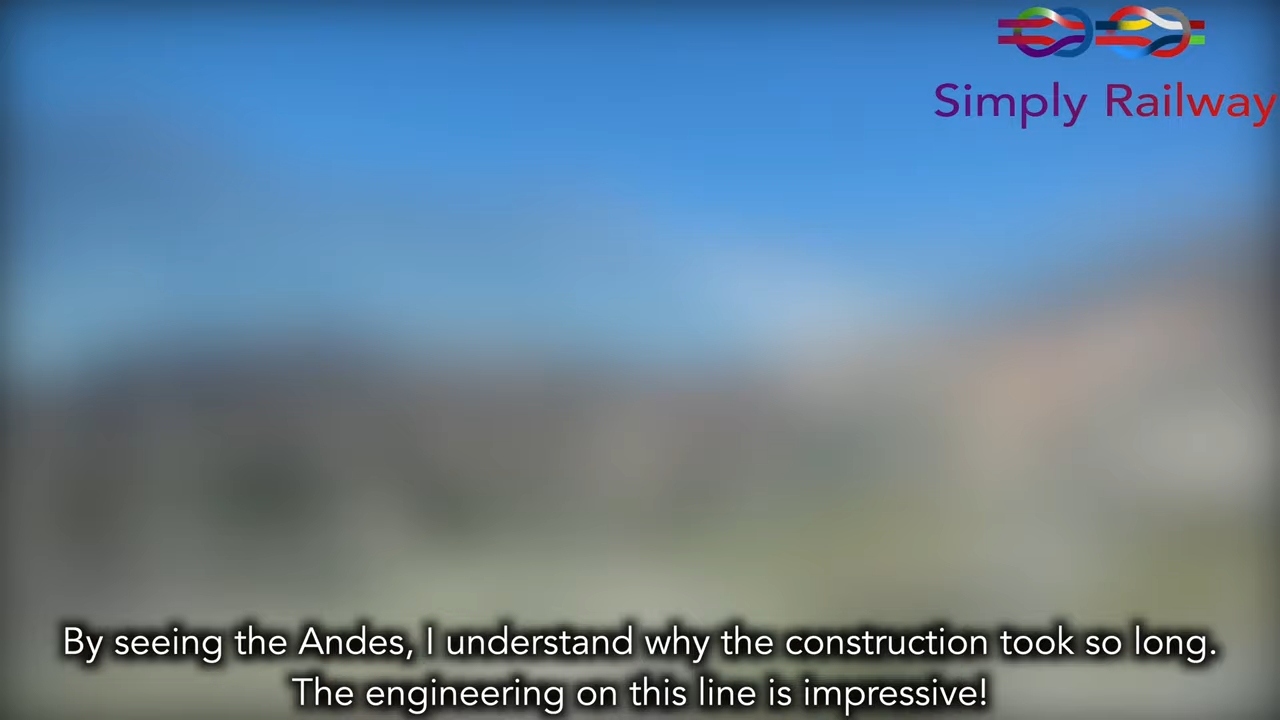 Simply Railway
By seeing the Andes, I understand why the construction took so long.
The engineering on this line is impressive!